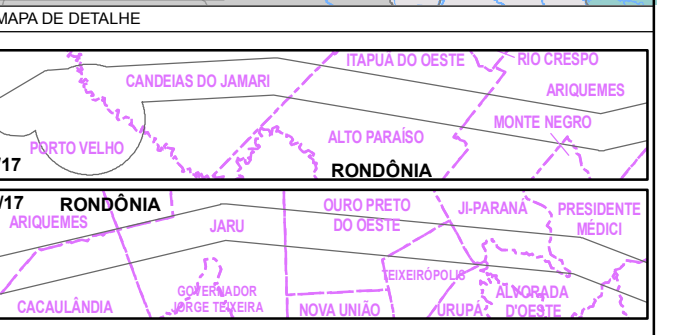 MAPA DE DETALHE
ITAPUÃ DO OESTE
RIO CRESPO
CANDEIAS DO JAMARI
ARIQUEMES
MONTE NEGRO
ALTO PARAÍSO
PORTO VELHO
/17
RONDÔNIA
/17
RONDÔNIA
ARIQUEMES
JARU
OURO PRETO
DO OESTE
JI-PARANÁ
PRESIDENTE
MÉDICI
TEIXEIRÓPOLIS
CACAULÂNDIA
GOVERNADOR
JORGE TEIXEIRA
NOVA UNIÃO
URUPÁ
ALVORADA
D'OESTE